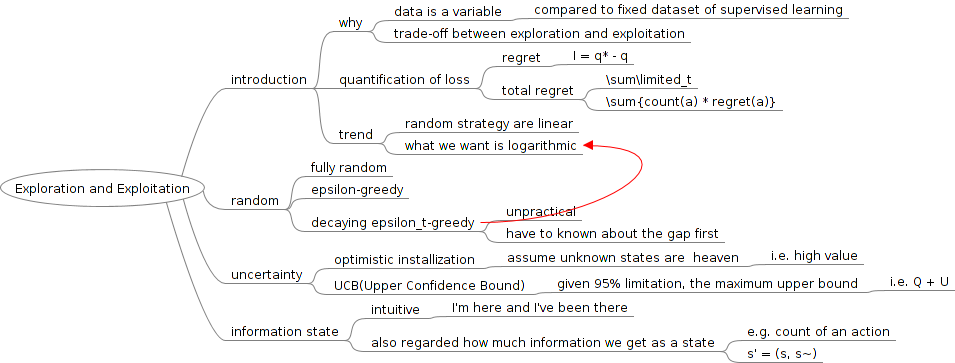 Exploration and Exploitation
introduction
why
data is a variable
compared to fixed dataset of supervised learning
trade-off between exploration and exploitation
quantification of loss
regret
l = q* - q
total regret
\sum\limited_t
\sum{count(a) * regret(a)}
trend
random strategy are linear
what we want is logarithmic
random
fully random
epsilon-greedy
decaying epsilon_t-greedy
unpractical
have to known about the gap first
uncertainty
optimistic installization
assume unknown states are  heaven
i.e. high value
UCB(Upper Confidence Bound)
given 95% limitation, the maximum upper bound
i.e. Q + U
information state
intuitive
I'm here and I've been there
also regarded how much information we get as a state
e.g. count of an action
s' = (s, s~)